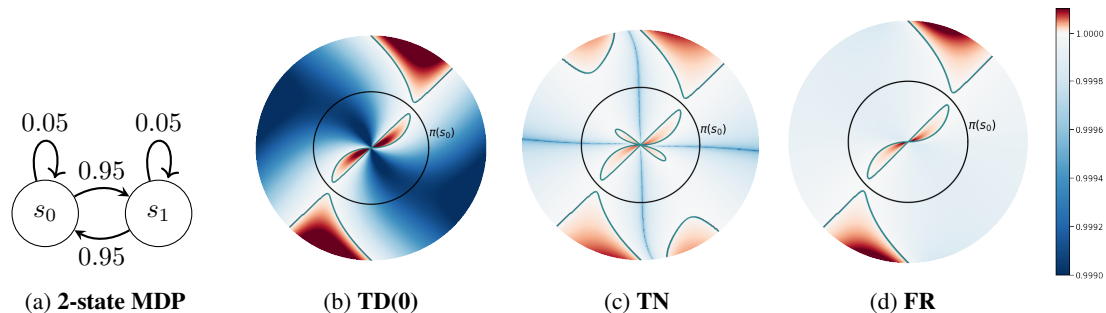 0.05
0.05
0.95
s0
s1
0.95
(a) 2-state MDP
π(s0)
(b) TD(0)
π(s0)
(c) TN
π(s0)
(d) FR
1.0000
0.9998
0.9996
0.9994
0.9992
0.9990